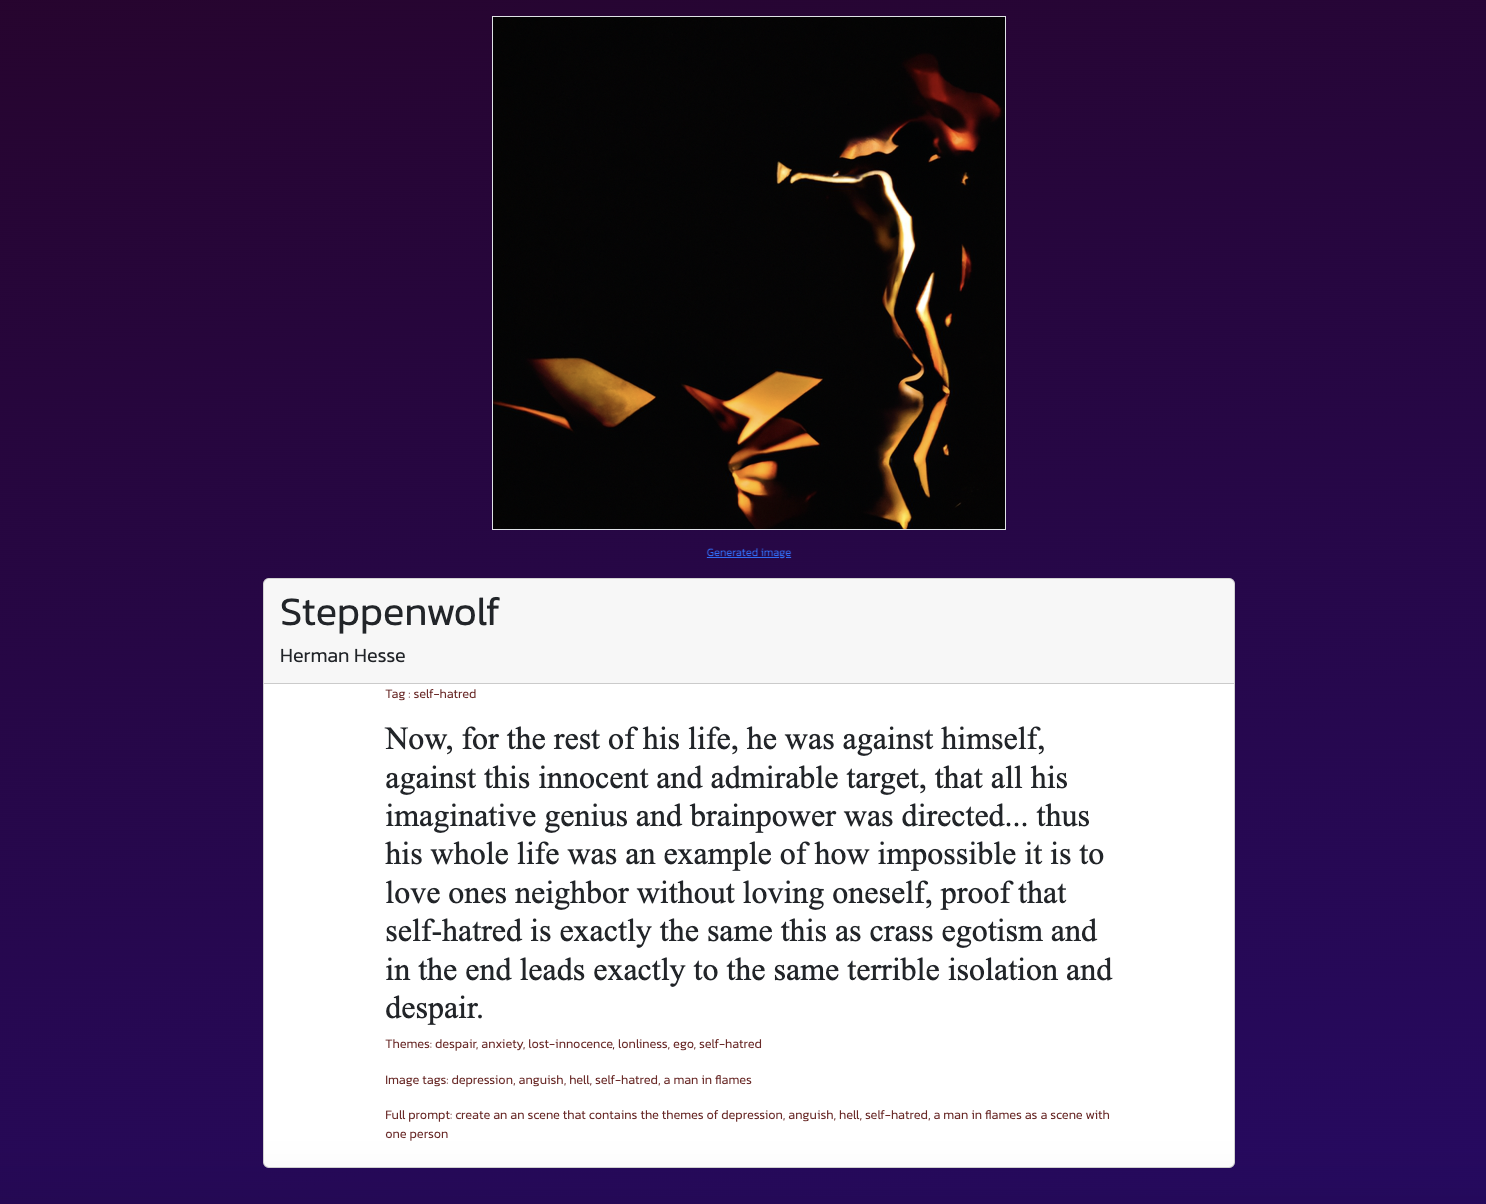 Generated image
Steppenwolf
Herman Hesse
Tag : self-hatred
Now, for the rest of his life, he was against himself,
against this innocent and admirable target, that all his
imaginative genius and brainpower was directed... thus
his whole life was an example of how impossible it is to
love ones neighbor without loving oneself, proof that
self-hatred is exactly the same this as crass egotism and
in the end leads exactly to the same terrible isolation and
despair.
Themes: despair, anxiety, lost-innocence, lonliness, ego, self-hatred
Image tags: depression, anguish, hell, self-hatred, a man in flames
Full prompt: create an an scene that contains the themes of depression, anguish, hell, self-hatred, a man in flames as a scene with
one person